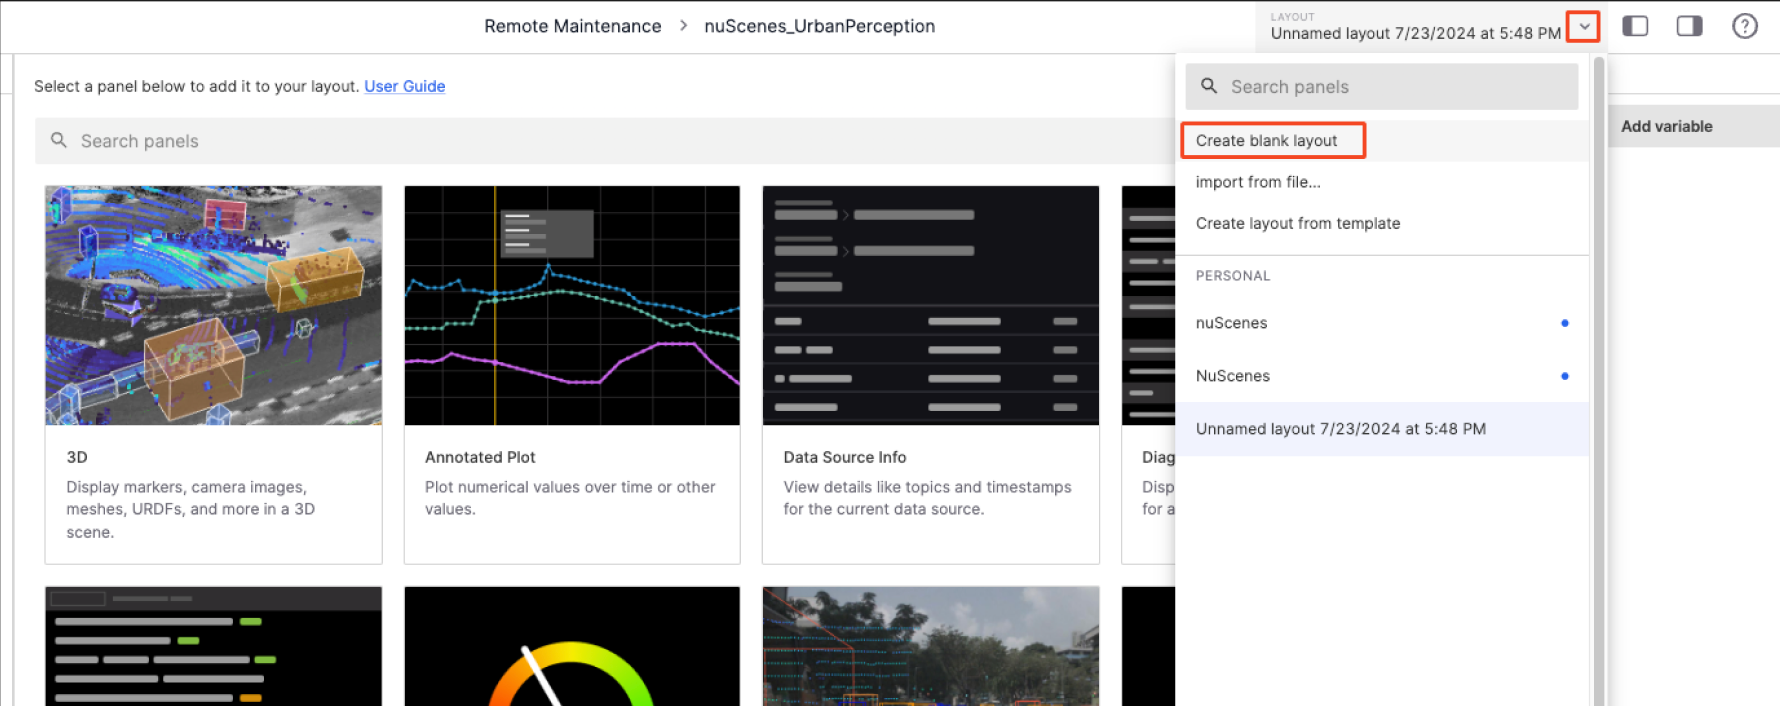 Remote Maintenance > nuScenes_UrbanPerception
LAYOUT
Unnamed layout 7/23/2024 at 5:48 PM
Select a panel below to add it to your layout. User Guide
Search panels
3D
Display markers, camera images,
meshes, URDFs, and more in a 3D
scene.
Annotated Plot
Plot numerical values over time or other
values.
Data Source Info
View details like topics and timestamps
for the current data source.
Diag
Disp
for a
Search panels
Create blank layout
import from file...
Create layout from template
PERSONAL
nuScenes
NuScenes
Unnamed layout 7/23/2024 at 5:48 PM
Add variable